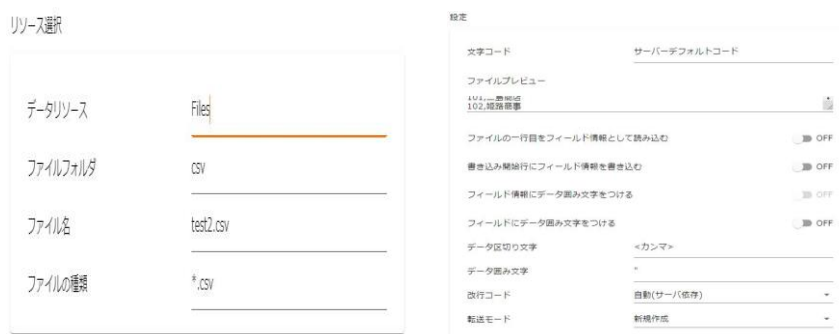 リソース選択
データリソース Files
ファイルフォルダ csv
ファイル名 test2.csv
ファイルの種類 *.csv
設定
文字コード サーバーデフォルトコード
ファイルプレビュー
102,姫路商事
ファイルの一行目をフィールド情報として読み込む OFF
書き込み開始行にフィールド情報を書き込む OFF
フィールド情報にデータ囲み文字をつける OFF
フィールドにデータ囲み文字をつける OFF
データ区切り文字 <カンマ>
データ囲み文字 "
改行コード 自動(サーバ依存)
転送モード 新規作成